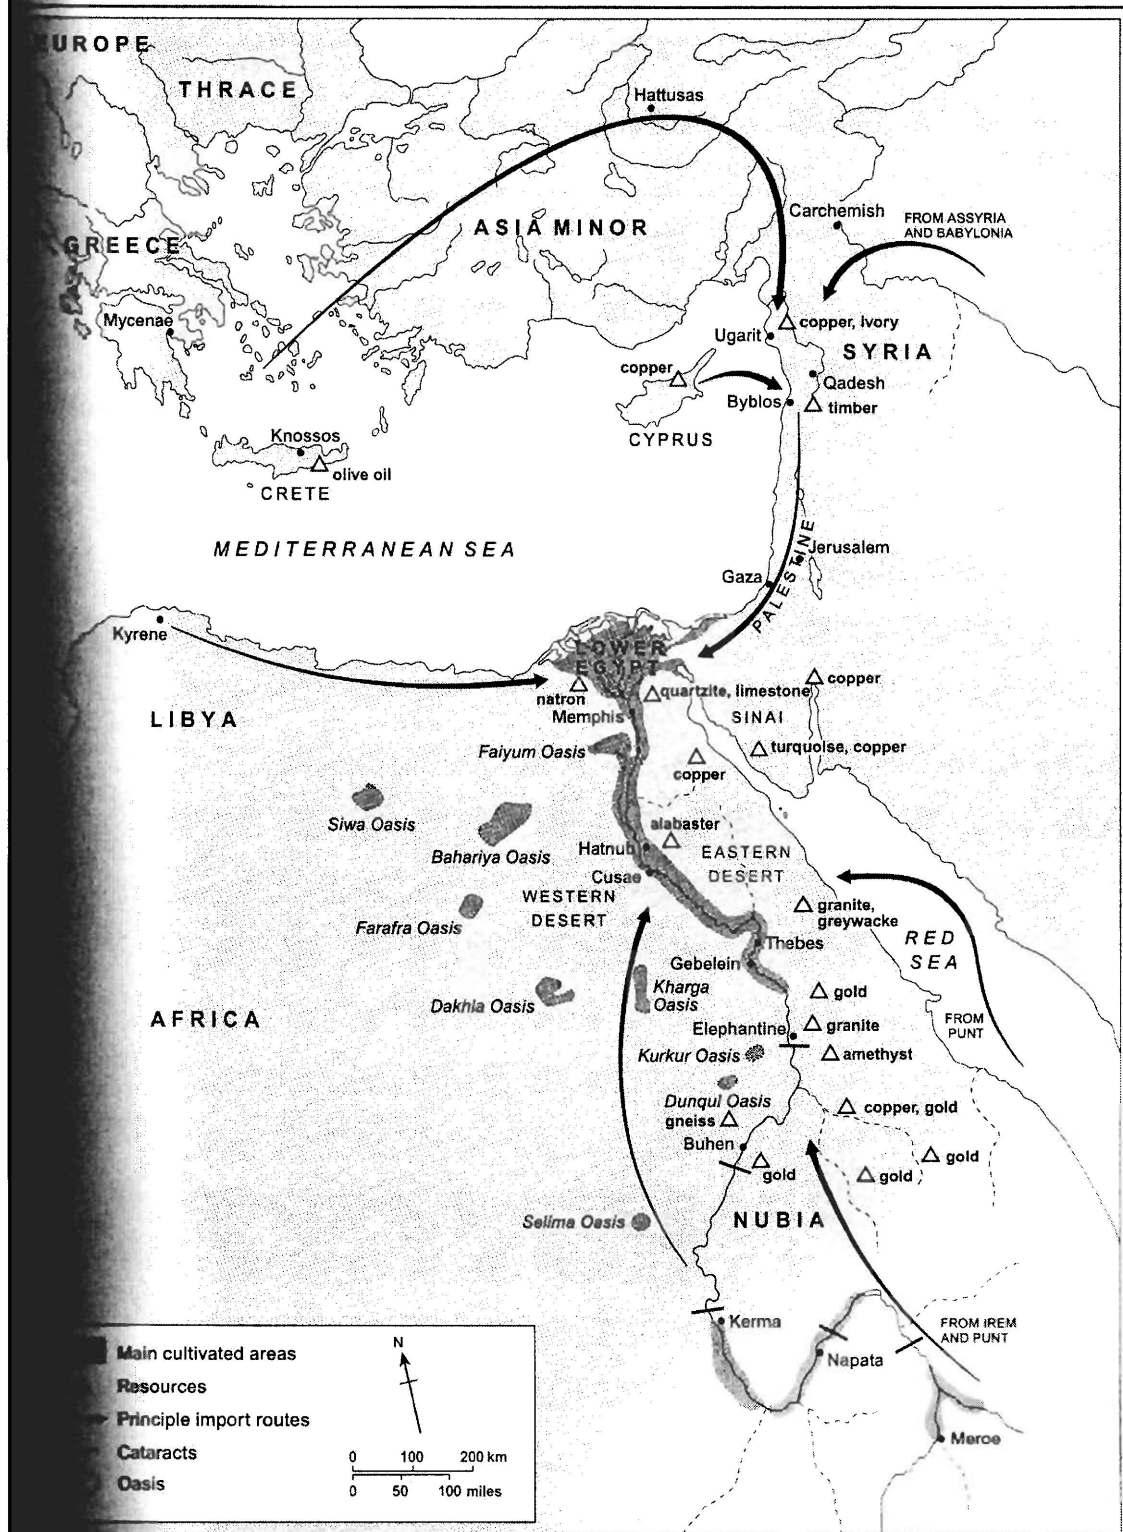 EUROPE
THRACE
Hattusas
Carchemish
FROM ASSYRIA
AND BABYLONIA
ASIA MINOR
GREECE
Mycenae
Ugarit
copper, ivory
SYRIA
copper
Qadesh
Byblos
timber
CYPRUS
Knossos
olive oil
CRETE
MEDITERRANEAN SEA
Jerusalem
PALESTINE
Gaza
Kyrene
LOWER
EGYPT
copper
natron
quartzite, limestone
Memphis
SINAI
LIBYA
Faiyum Oasis
turquoise, copper
copper
Siwa Oasis
alabaster
Bahariya Oasis
Hatnub
EASTERN
DESERT
Cusae
WESTERN
DESERT
granite,
greywacke
Farafra Oasis
Thebes
RED
SEA
Gebelein
Kharga
Oasis
gold
Dakhla Oasis
AFRICA
FROM
PUNT
Elephantine
granite
Kurkur Oasis
amethyst
Dunqul Oasis
gneiss
copper, gold
Buhen
gold
gold
gold
Selima Oasis
NUBIA
Kerma
FROM IREM
AND PUNT
Napata
Meroe
Main cultivated areas
Resources
Principle import routes
Cataracts
Oasis
N
0 100 200 km
0 50 100 miles